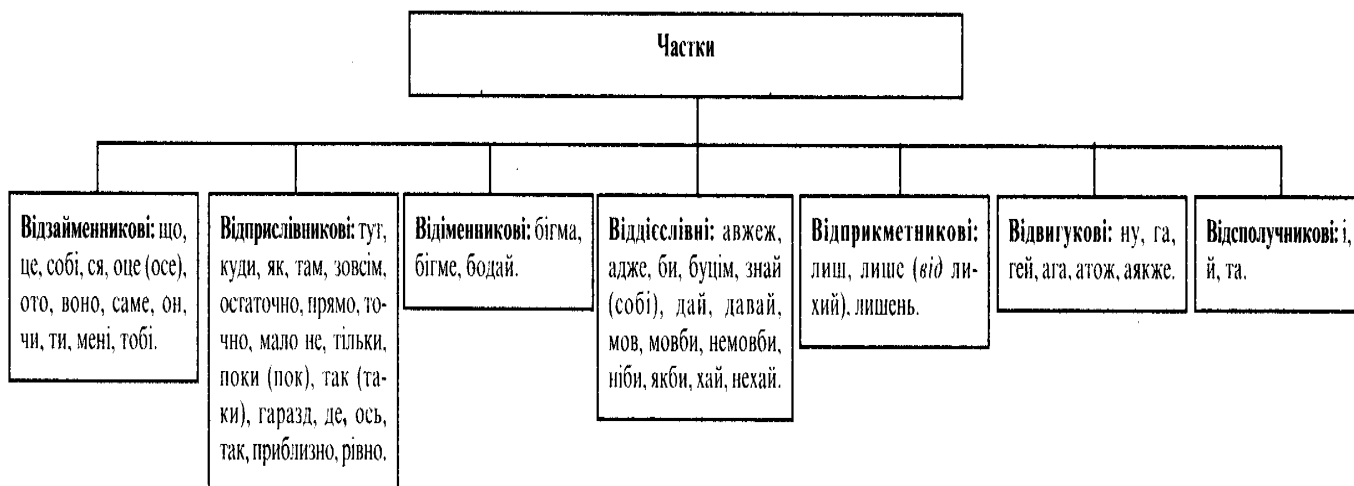 Частки
Відзайменникові: що,
це, собі, ся, оце (осе),
ото, воно, саме, он,
чи, ти, мені, тобі.
Відприслівникові: тут,
куди, як, там, зовсім,
остаточно, прямо, то-
чно, мало не, тільки,
поки (пок), так (та-
ки), гаразд, де, ось,
так, приблизно, рівно.
Відіменникові: бігма,
бігме, бодай.
Віддієслівні: авжеж,
адже, би, буцім, знай
(собі), дай, давай,
мов, мовби, немовби,
ніби, якби, хай, нехай.
Відприкметникові:
лиш, лише (від ли-
хий), лишень.
Відвигукові: ну, га,
гей, ага, атож, аякже.
Відсполучникові: і,
й, та.